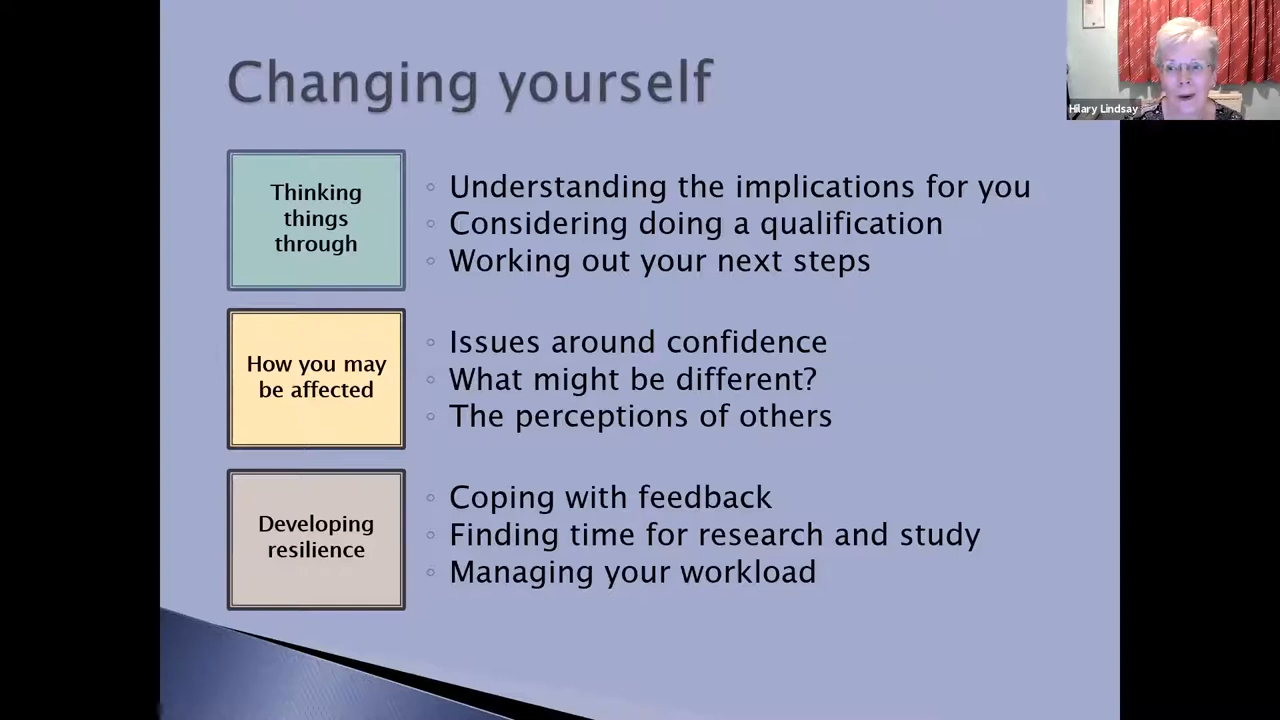 Changing yourself
Hilary Lindsay
Thinking
things
through
Understanding the implications for you
Considering doing a qualification
Working out your next steps
How you may
be affected
Issues around confidence
What might be different?
The perceptions of others
Developing
resilience
Coping with feedback
Finding time for research and study
Managing your workload